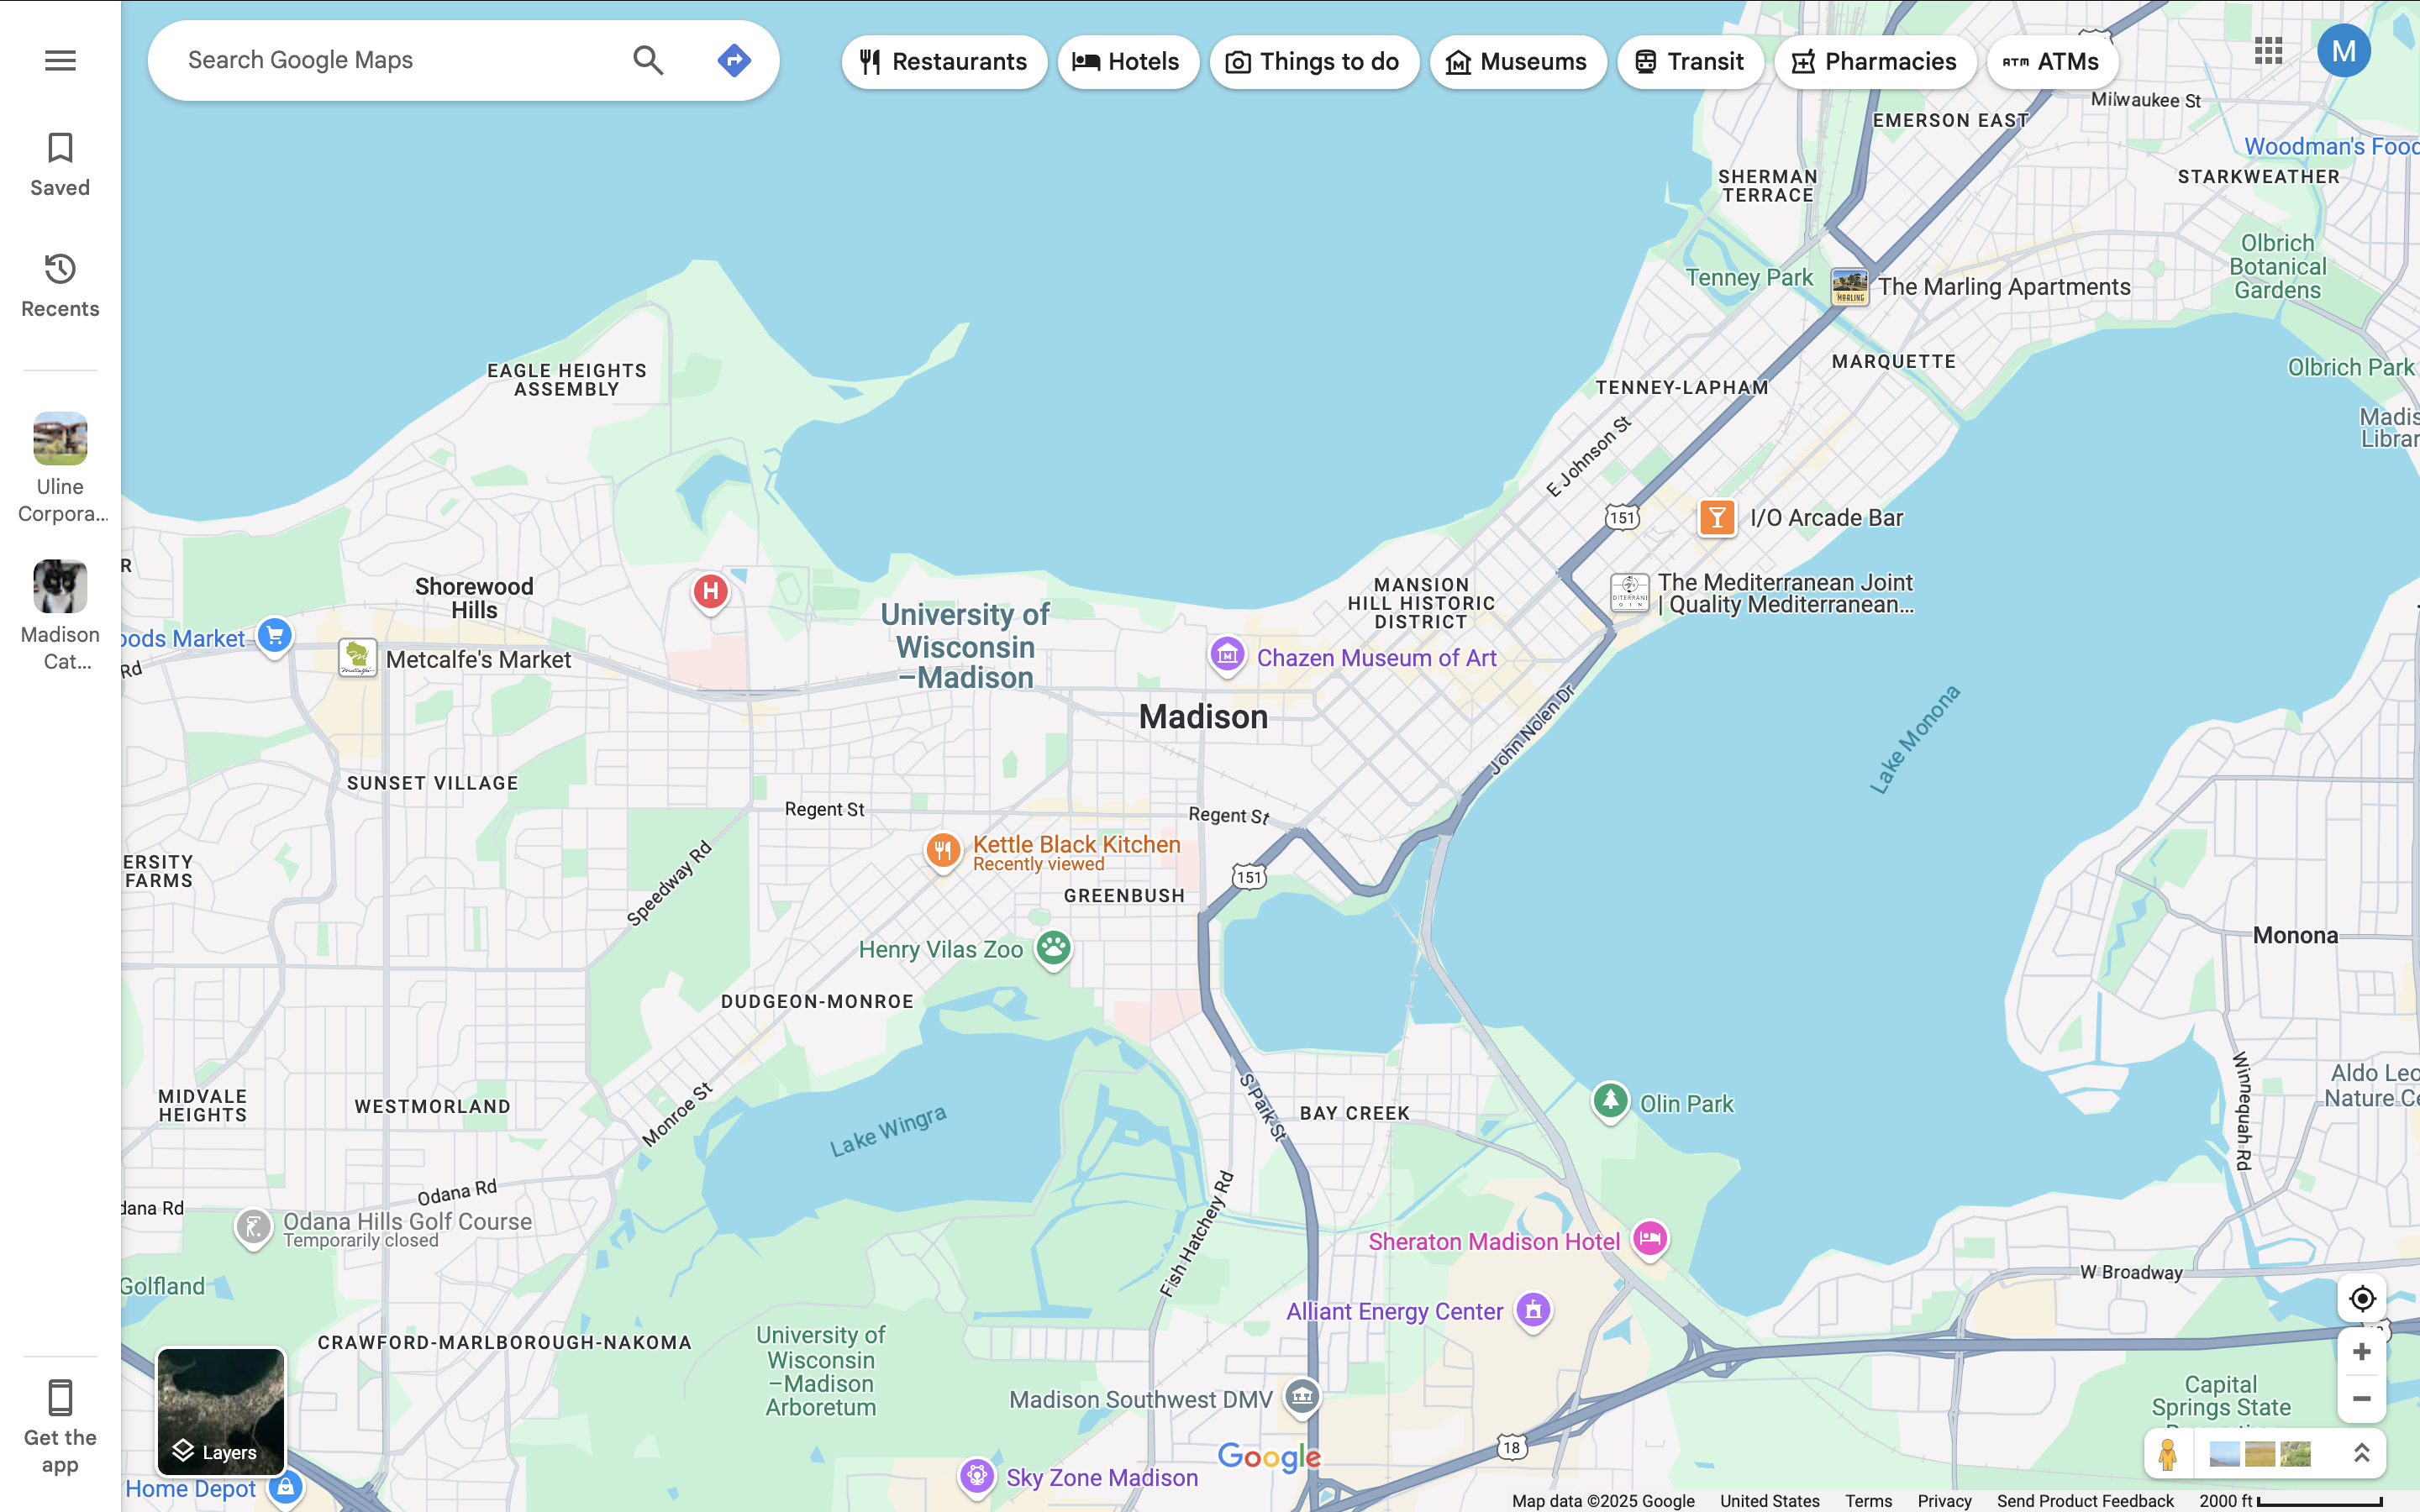 Search Google Maps
Restaurants
Hotels
Things to do
Museums
Transit
Pharmacies
ATM ATMs
M
Saved
Recents
Uline
Corpora...
Madison
Cat...
Get the
app
Milwaukee St
EMERSON EAST
Woodman's Food
SHERMAN
TERRACE
STARKWEATHER
Olbrich
Botanical
Gardens
Tenney Park
The Marling Apartments
MARLING
EAGLE HEIGHTS
ASSEMBLY
MARQUETTE
Olbrich Park
TENNEY-LAPHAM
Madis
Librar
E Johnson St
151
I/O Arcade Bar
R
Shorewood
Hills
H
University of
Wisconsin
–Madison
MANSION
HILL HISTORIC
DISTRICT
The Mediterranean Joint
| Quality Mediterranean...
oods Market
Metcalfe's Market
Rd
Chazen Museum of Art
Madison
John Nolen Dr
Lake Monona
SUNSET VILLAGE
Regent St
Regent St
ERSITY
FARMS
Speedway Rd
Kettle Black Kitchen
Recently viewed
151
GREENBUSH
Monona
Henry Vilas Zoo
DUDGEON-MONROE
MIDVALE
HEIGHTS
WESTMORLAND
Monroe St
Lake Wingra
S Park St
BAY CREEK
Olin Park
Winnequah Rd
Aldo Leo
Nature Ce
dana Rd
Odana Rd
Odana Hills Golf Course
Temporarily closed
Fish Hatchery Rd
Sheraton Madison Hotel
W Broadway
Golfland
Alliant Energy Center
CRAWFORD-MARLBOROUGH-NAKOMA
University of
Wisconsin
–Madison
Arboretum
Madison Southwest DMV
Capital
Springs State
Layers
18
Google
Home Depot
Sky Zone Madison
Map data ©2025 Google
United States
Terms
Privacy
Send Product Feedback
2000 ft